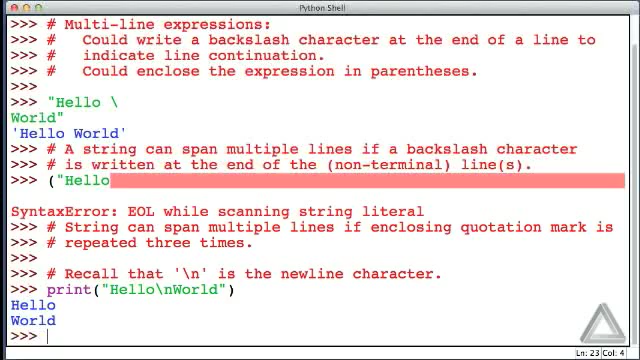 Python Shell
>>> # Multi-line expressions:
>>> #   Could write a backslash character at the end of a line to
>>> #   indicate line continuation.
>>> #   Could enclose the expression in parentheses.
>>>
>>> "Hello \
World"
'Hello World'
>>> # A string can span multiple lines if a backslash character
>>> # is written at the end of the (non-terminal) line(s).
>>> ("Hello
SyntaxError: EOL while scanning string literal
>>> # String can span multiple lines if enclosing quotation mark is
>>> # repeated three times.
>>>
>>> # Recall that '\n' is the newline character.
>>> print("Hello\nWorld")
Hello
World
>>>
Ln: 23 Col: 4